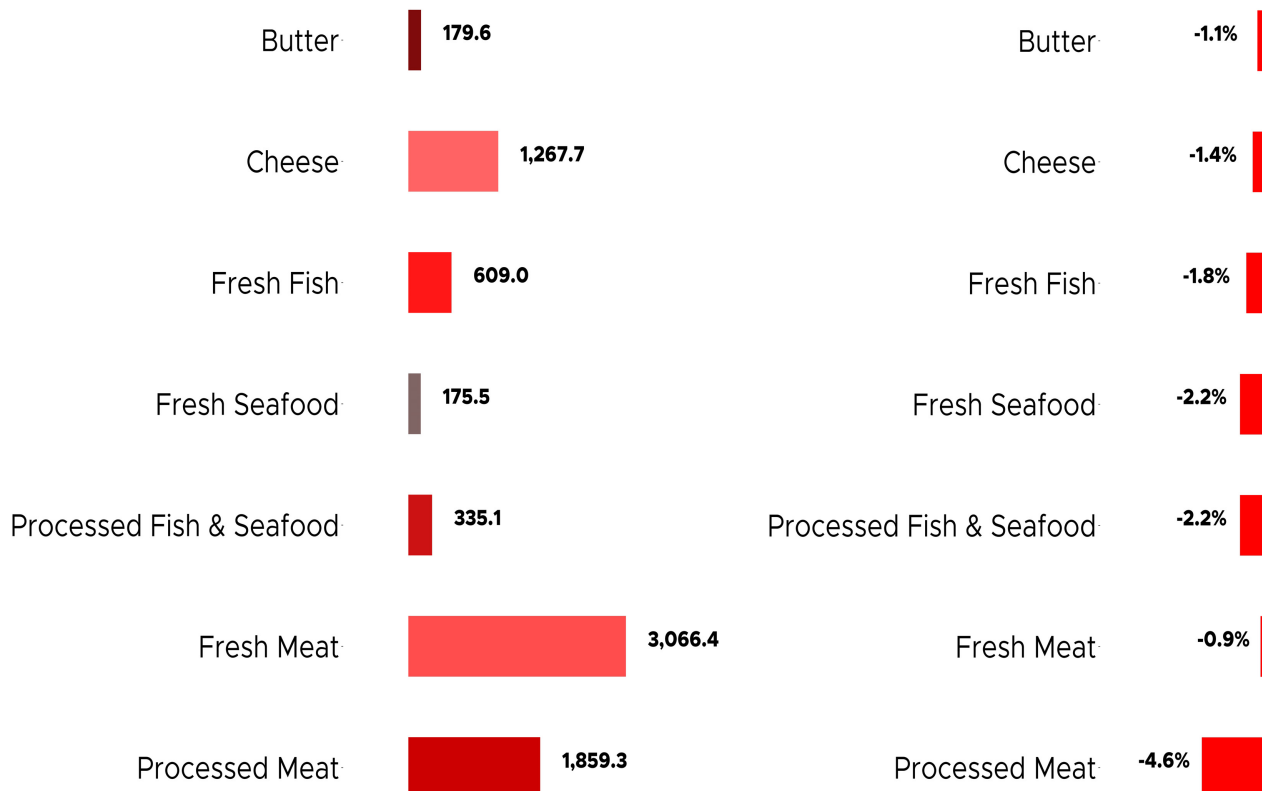 Butter 179.6 Butter -1.1%
Cheese 1,267.7 Cheese -1.4%
Fresh Fish 609.0 Fresh Fish -1.8%
Fresh Seafood 175.5 Fresh Seafood -2.2%
Processed Fish & Seafood 335.1 Processed Fish & Seafood -2.2%
Fresh Meat 3,066.4 Fresh Meat -0.9%
Processed Meat 1,859.3 Processed Meat -4.6%